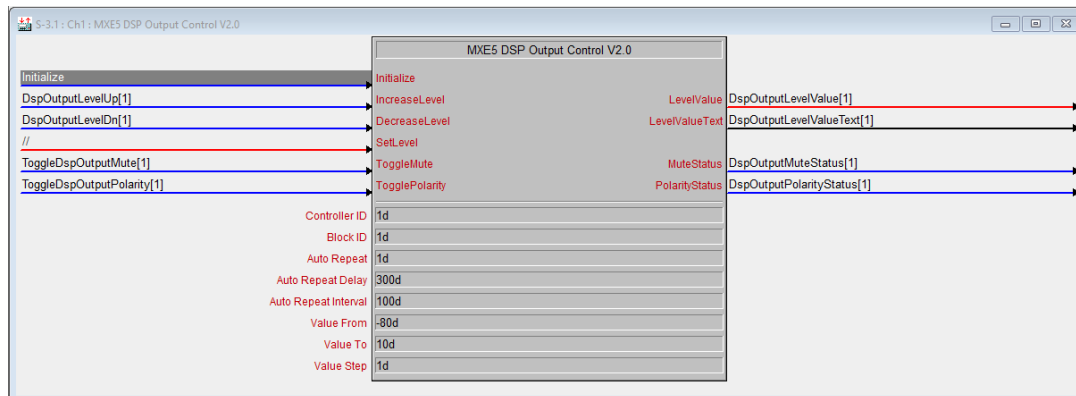 S-3.1 : Ch1 : MXE5 DSP Output Control V2.0
MXE5 DSP Output Control V2.0
Initialize Initialize
DspOutputLevelUp[1] IncreaseLevel LevelValue DspOutputLevelValue[1]
DspOutputLevelDn[1] DecreaseLevel LevelValueText DspOutputLevelValueText[1]
// SetLevel
ToggleDspOutputMute[1] ToggleMute MuteStatus DspOutputMuteStatus[1]
ToggleDspOutputPolarity[1] TogglePolarity PolarityStatus DspOutputPolarityStatus[1]
Controller ID 1d
Block ID 1d
Auto Repeat 1d
Auto Repeat Delay 300d
Auto Repeat Interval 100d
Value From -80d
Value To 10d
Value Step 1d